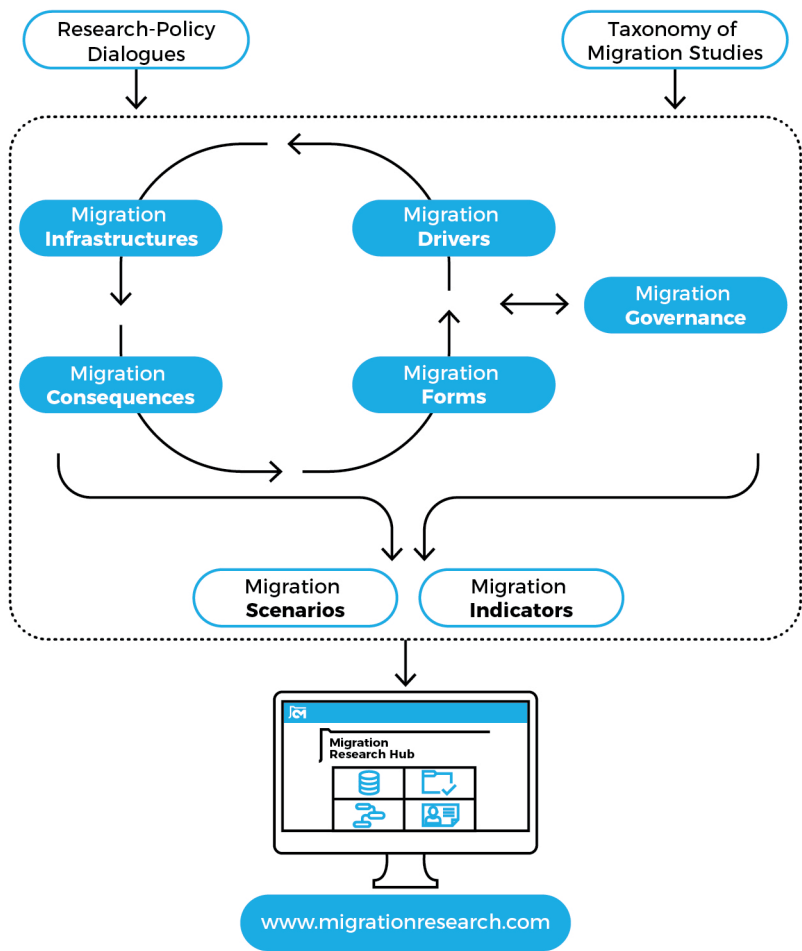 Research-Policy
Dialogues
Taxonomy of
Migration Studies
Migration
Infrastructures
Migration
Drivers
Migration
Governance
Migration
Consequences
Migration
Forms
Migration
Scenarios
Migration
Indicators
Migration
Research Hub
www.migrationresearch.com